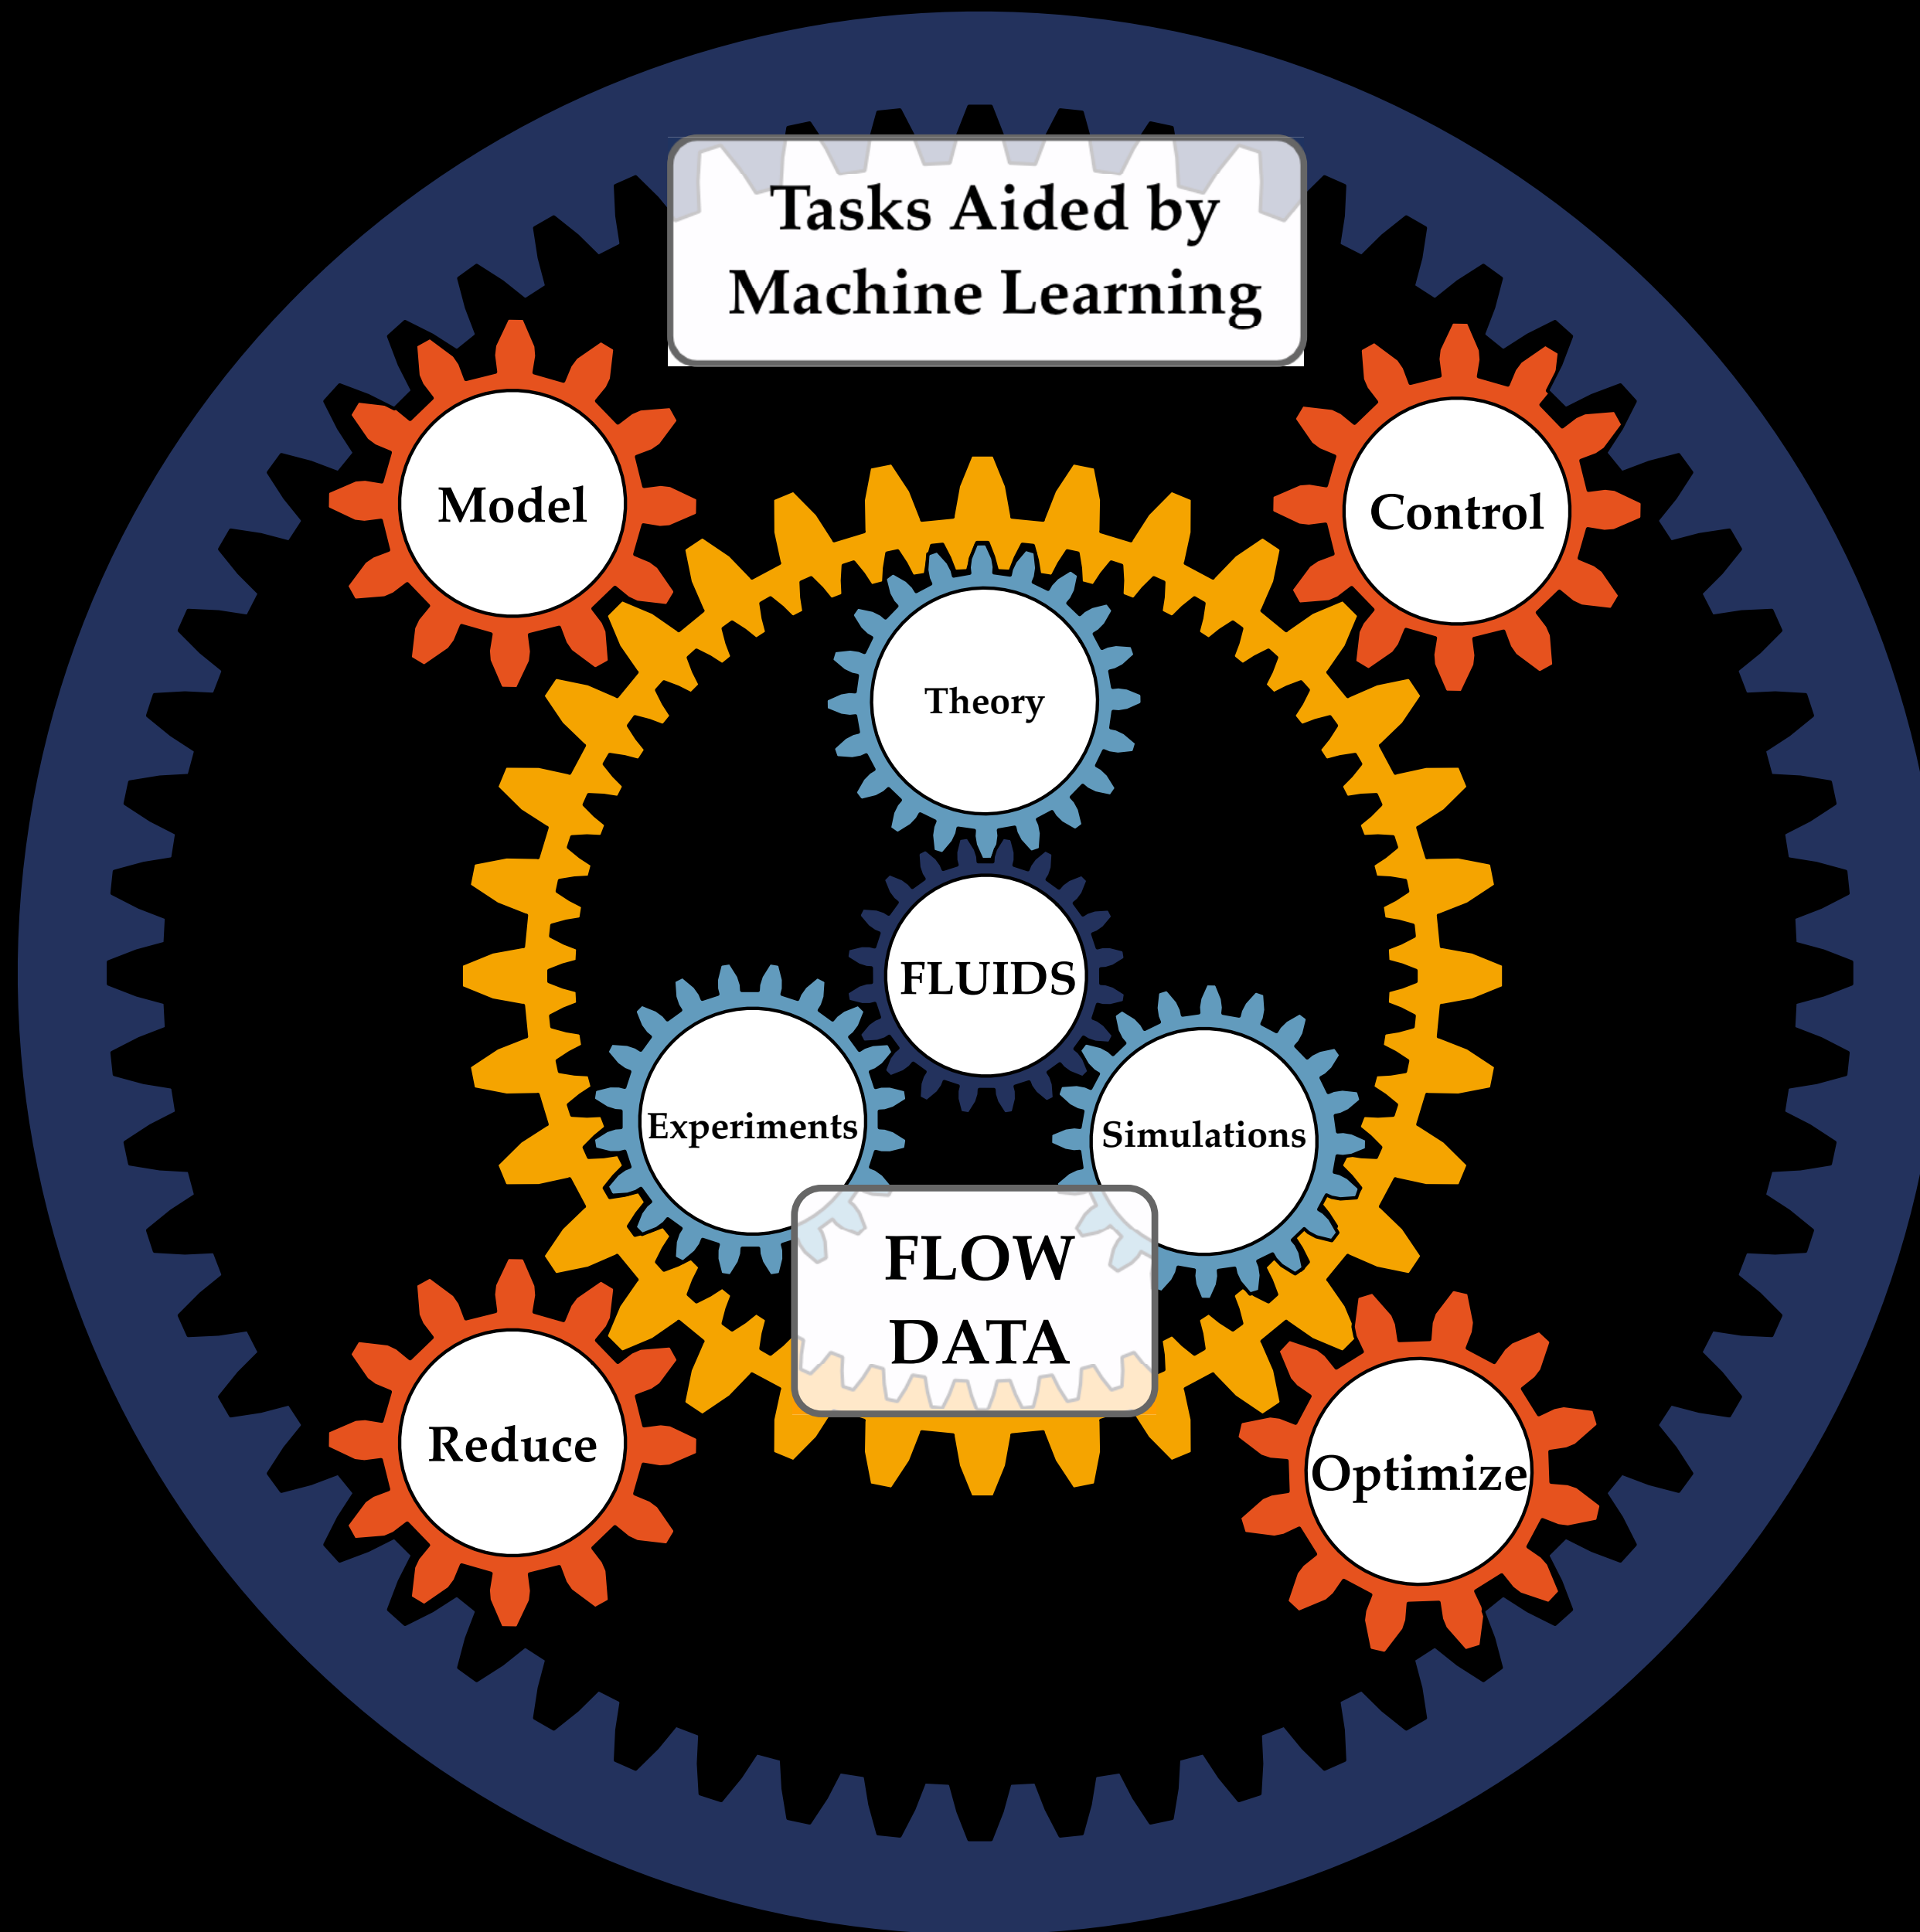 Tasks Aided by
Machine Learning
Model
Control
Theory
FLUIDS
Experiments
Simulations
FLOW
DATA
Reduce
Optimize